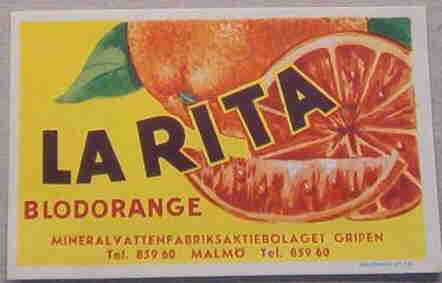 LA RITA
BLODORANGE
MINERALVATTENFABRIKSAKTIEBOLAGET GRIPEN
Tel. 859 60 MALMÖ Tel. 859 60